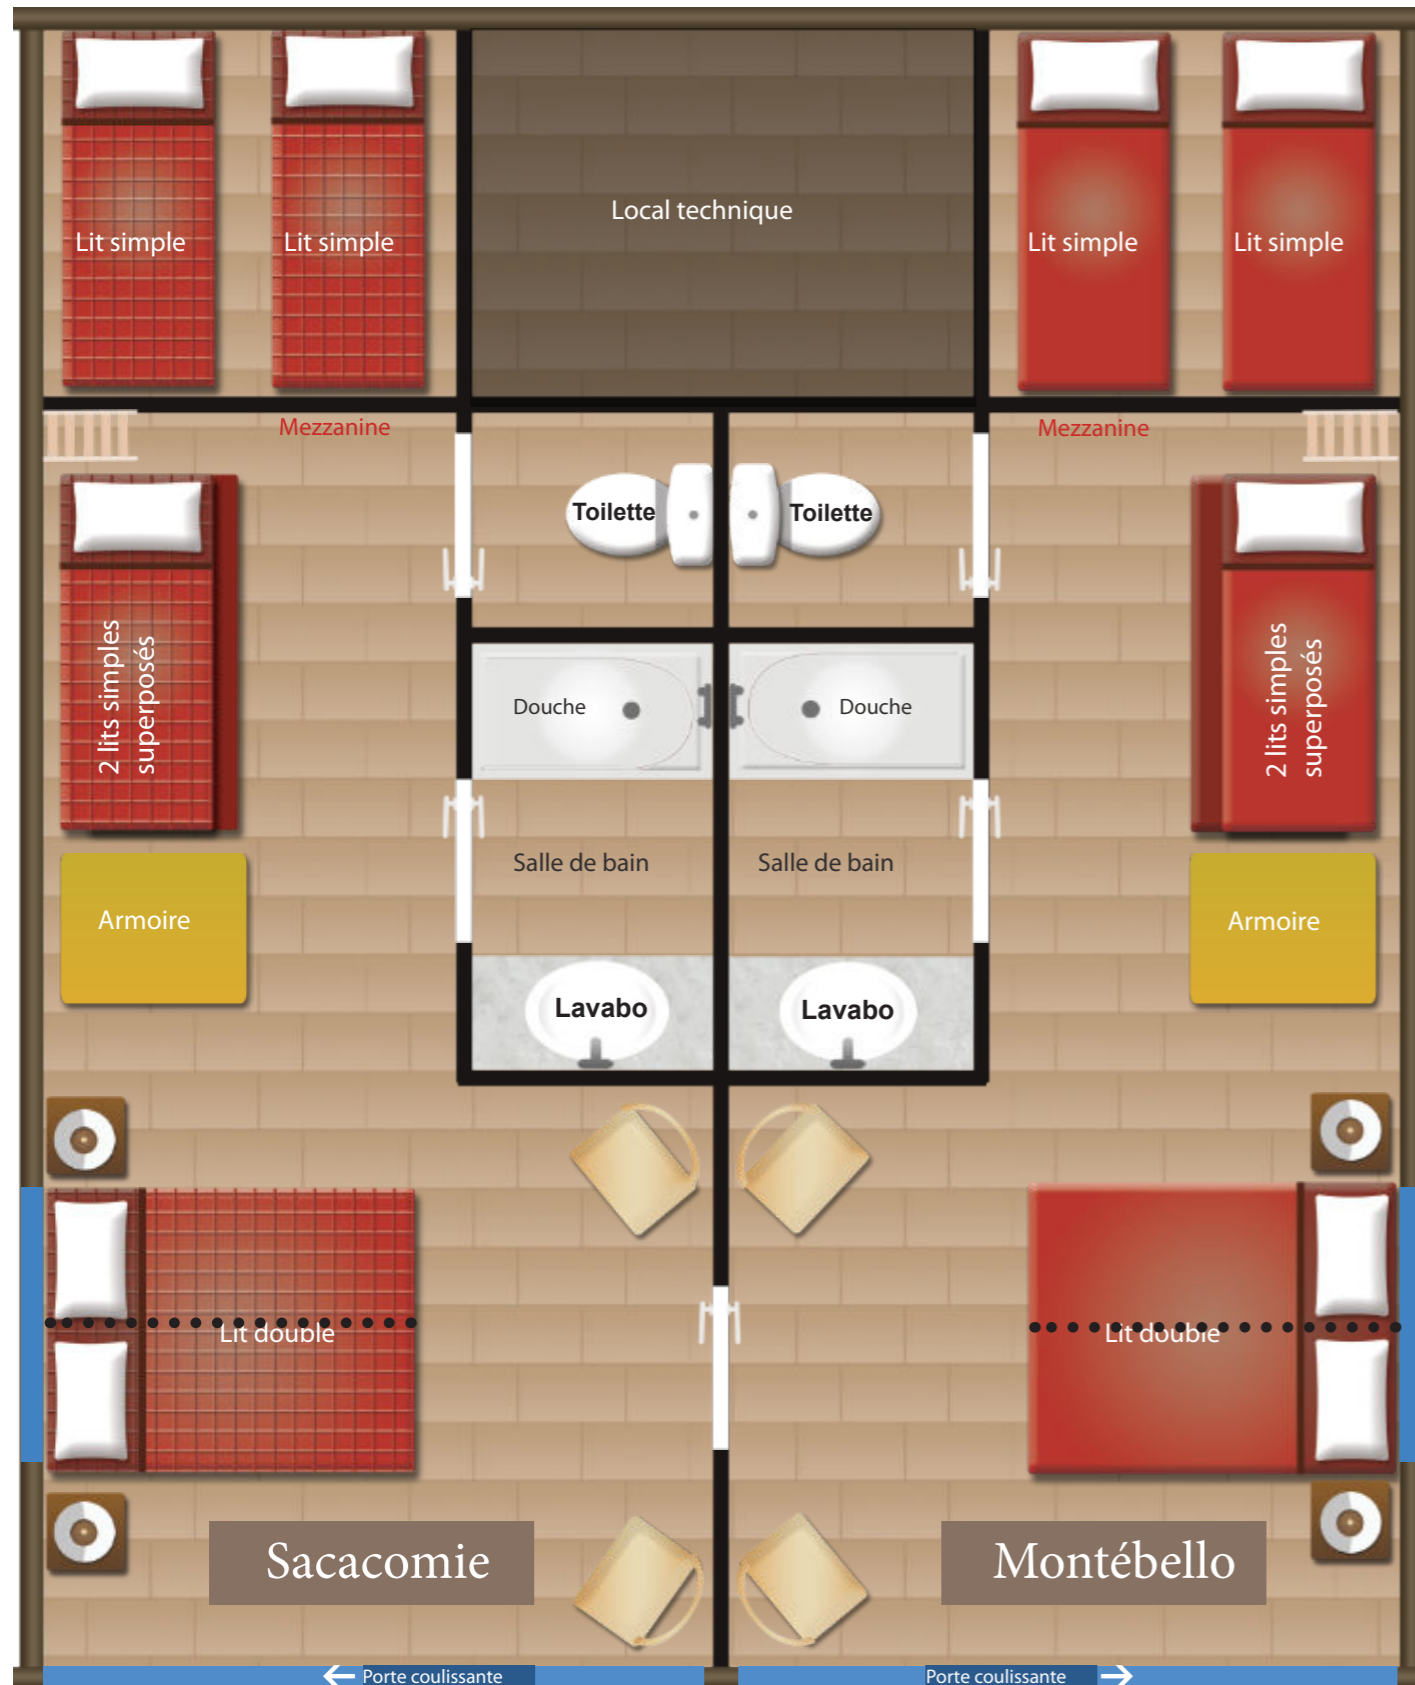 Local technique
Lit simple
Lit simple
Lit simple
Lit simple
Mezzanine
Mezzanine
Toilette
Toilette
2 lits simples
superposés
2 lits simples
superposés
Douche
Douche
Salle de bain
Salle de bain
Armoire
Armoire
Lavabo
Lavabo
Lit double
Lit double
Sacacomie
Montébello
← Porte coulissante
Porte coulissante →